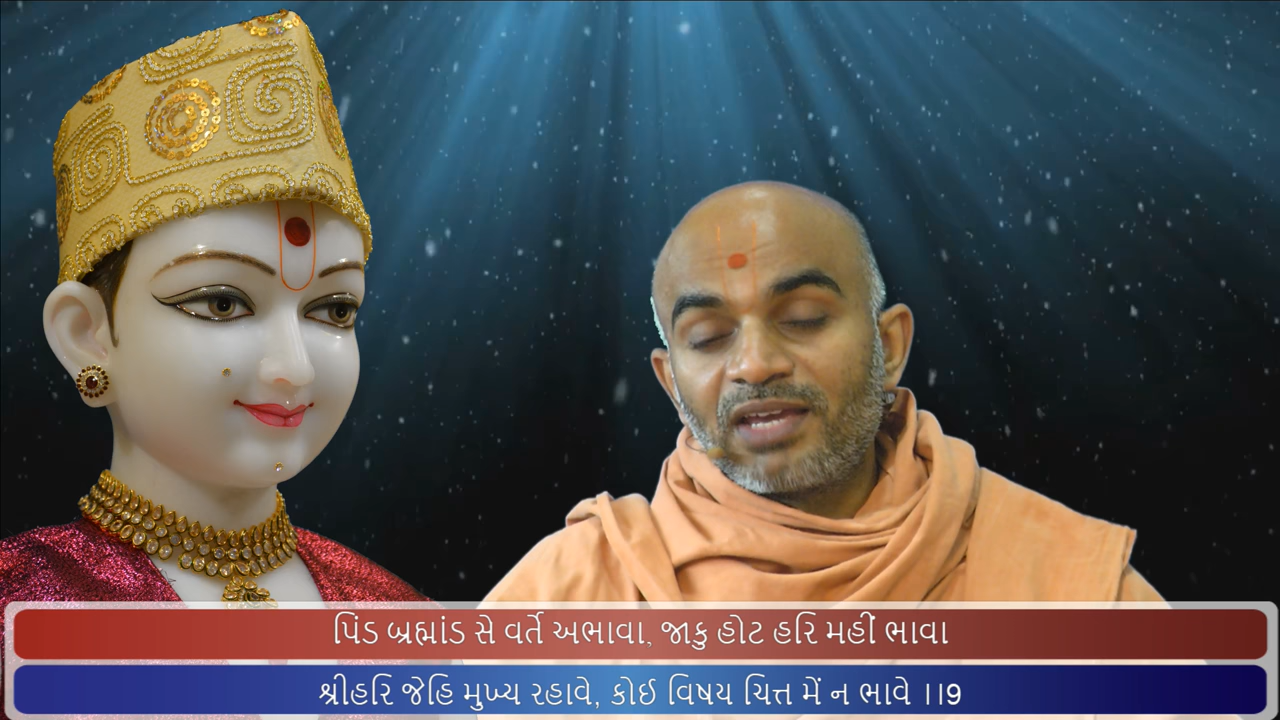 પિંડ બ્રહ્માંડ સે વર્તે અભાવા, જાકુ હોટ હરિ મહીં ભાવા
શ્રીહરિ જેહિ મુખ્ય રહાવે, કોઈ વિષય ચિત્ત મેં ન ભાવે ।।9